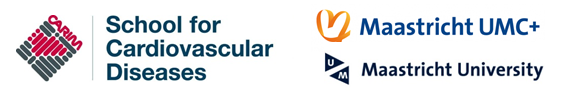 CARIM
School for
Cardiovascular
Diseases
Maastricht UMC+
UM
Maastricht University